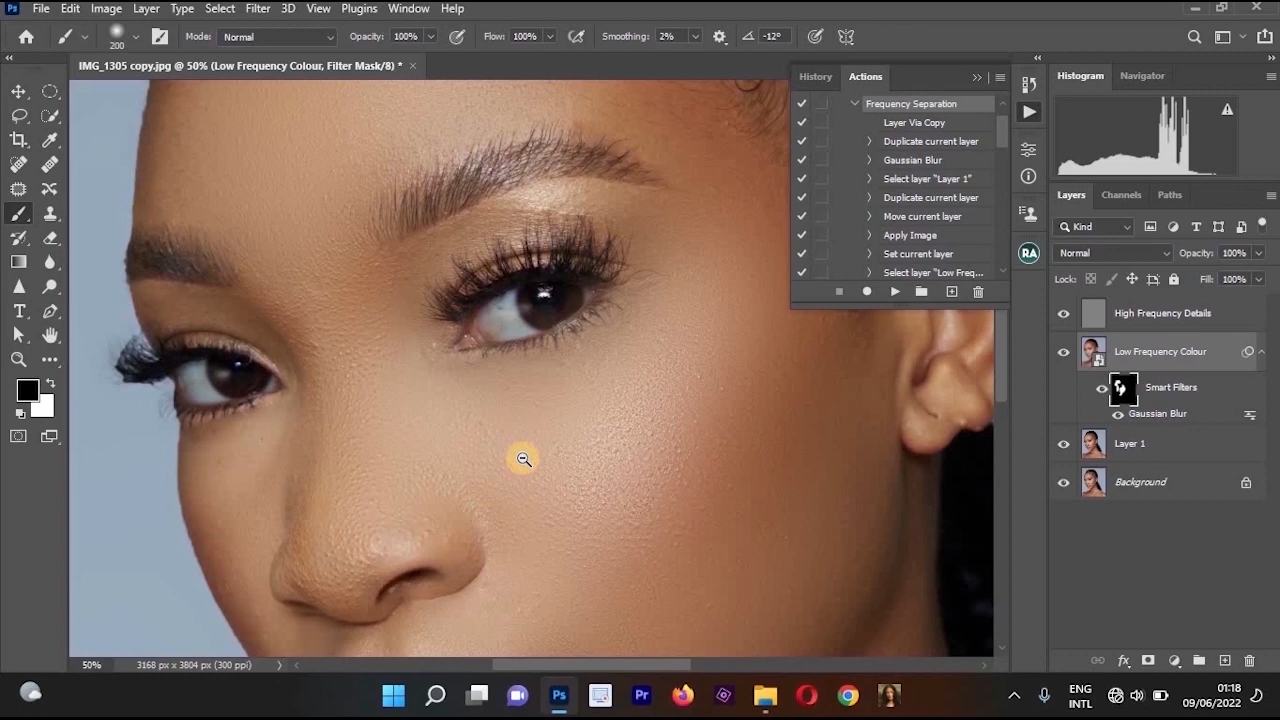 Ps File Edit Image Layer Type Select Filter 3D View Plugins Window Help
200 Mode: Normal Opacity: 100% Flow: 100% Smoothing: 2% -12°
IMG_1305 copy.jpg @ 50% (Low Frequency Colour, Filter Mask/8) *
History Actions
Frequency Separation
Layer Via Copy
Duplicate current layer
Gaussian Blur
Select layer "Layer 1"
Duplicate current layer
Move current layer
Apply Image
Set current layer
Select layer "Low Freq...
Histogram Navigator
Layers Channels Paths
Kind
Normal Opacity: 100%
Lock: Fill: 100%
RA
High Frequency Details
Low Frequency Colour
Smart Filters
Gaussian Blur
Layer 1
Background
fx
50% 3168 px x 3804 px (300 ppi)
Ps Pr
ENG
INTL
01:18
09/06/2022